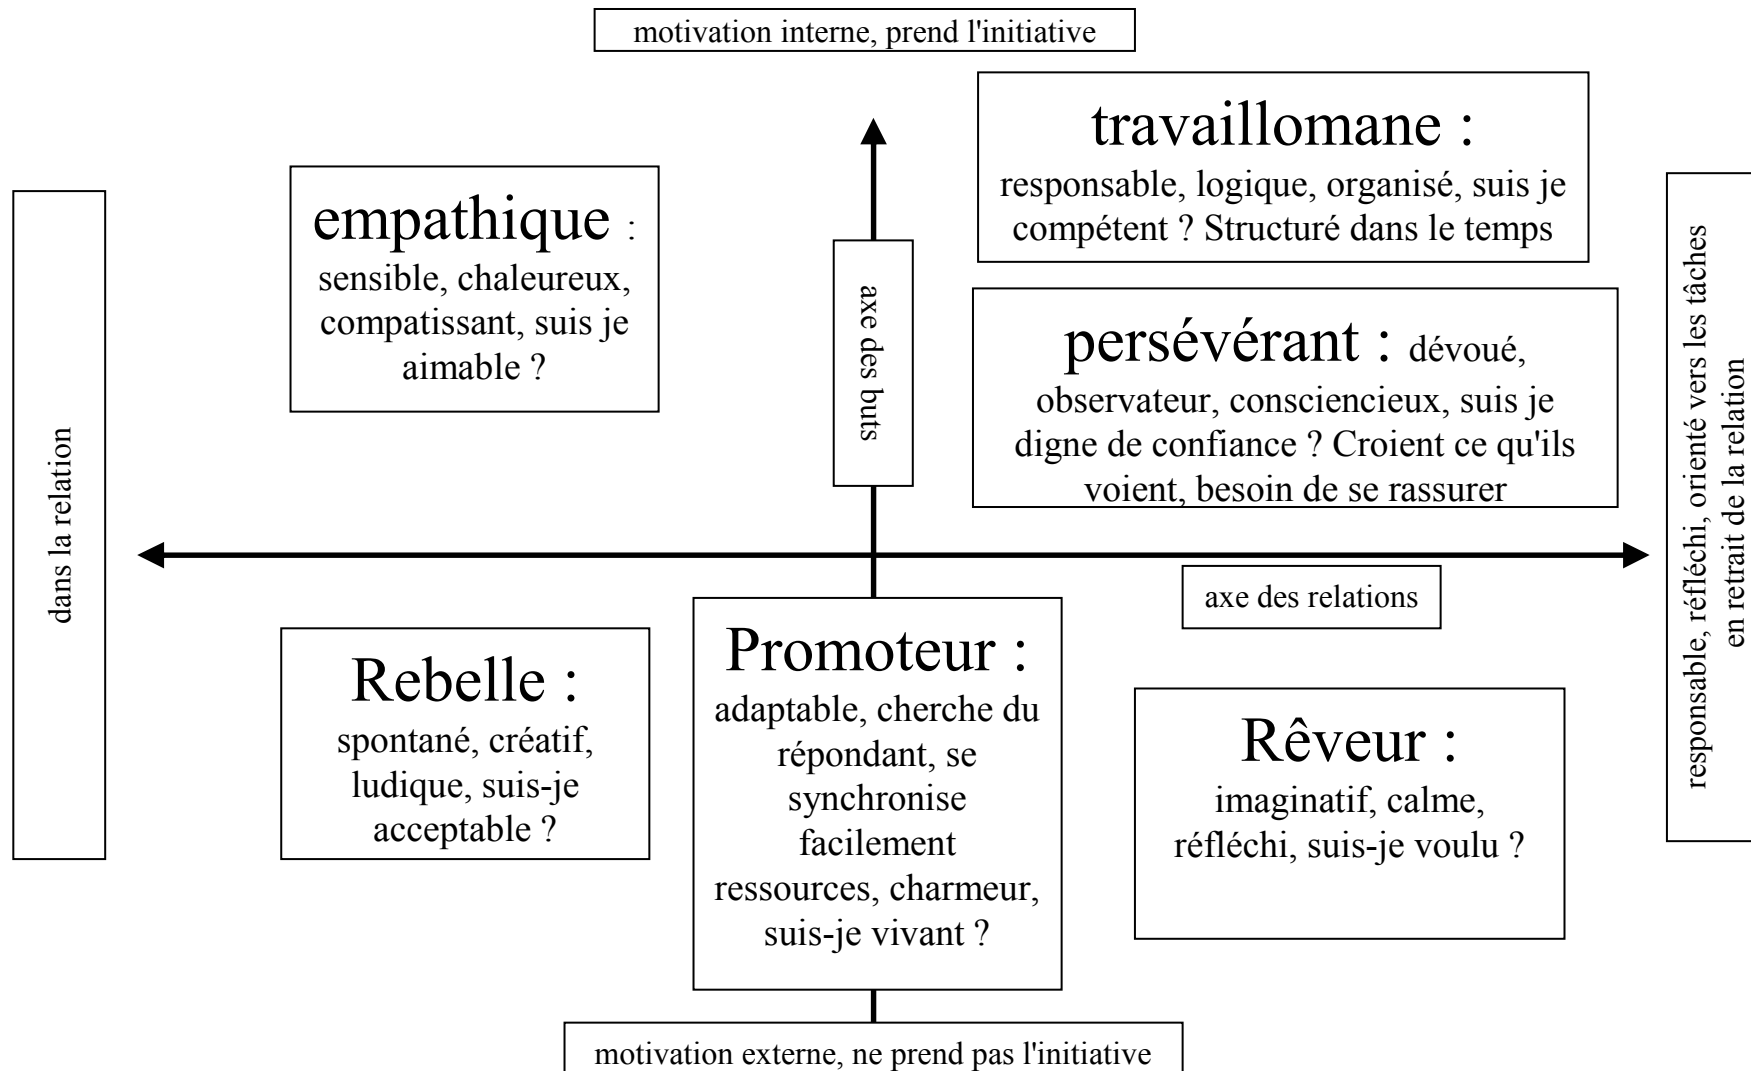 motivation interne, prend l'initiative
travaillomane :
responsable, logique, organisé, suis je
compétent ? Structuré dans le temps
empathique :
sensible, chaleureux,
compatissant, suis je
aimable ?
axe des buts
persévérant : dévoué,
observateur, consciencieux, suis je
digne de confiance ? Croient ce qu'ils
voient, besoin de se rassurer
dans la relation
responsable, réfléchi, orienté vers les tâches
en retrait de la relation
axe des relations
Rebelle :
spontané, créatif,
ludique, suis-je
acceptable ?
Promoteur :
adaptable, cherche du
répondant, se
synchronise
facilement
ressources, charmeur,
suis-je vivant ?
Rêveur :
imaginatif, calme,
réfléchi, suis-je voulu ?
motivation externe, ne prend pas l'initiative